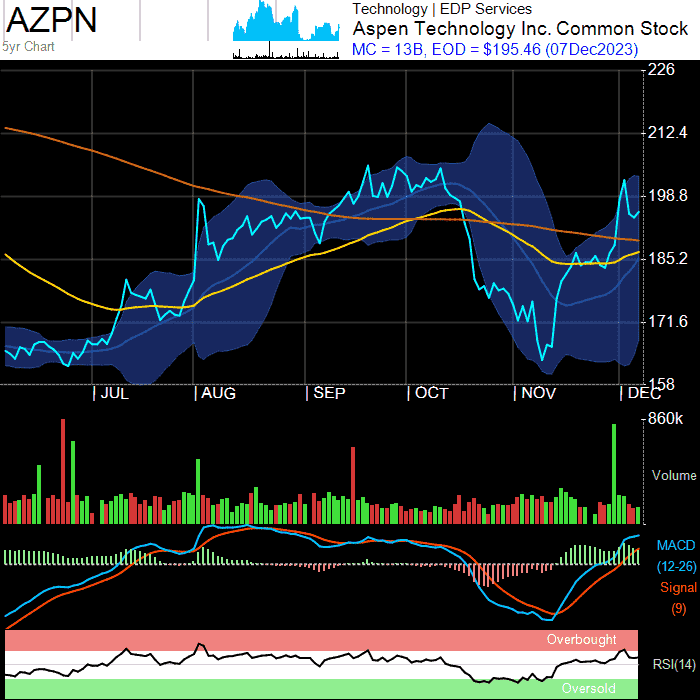 AZPN
5yr Chart
Technology | EDP Services
Aspen Technology Inc. Common Stock
MC = 13B, EOD = $195.46 (07Dec2023)
226
212.4
198.8
185.2
171.6
158
JUL AUG SEP OCT NOV DEC
860k
Volume
MACD
(12-26)
Signal
(9)
Overbought
RSI(14)
Oversold